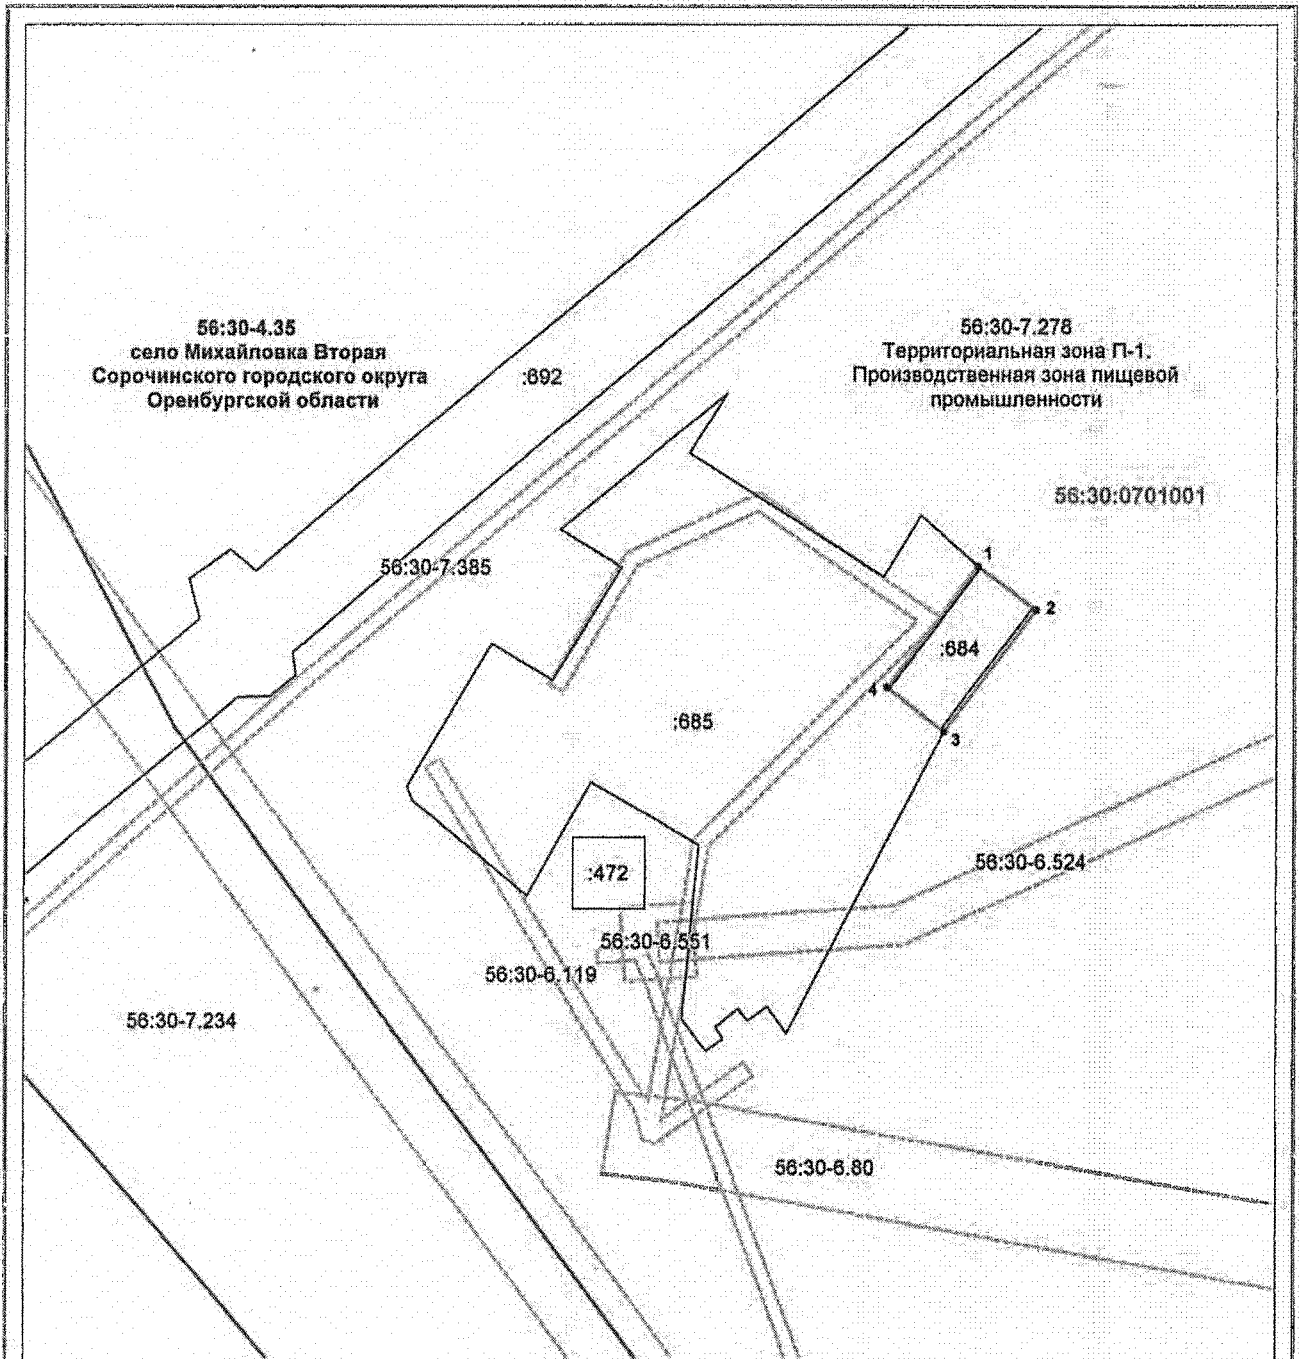 56:30-4.35
село Михайловка Вторая
Сорочинского городского округа
Оренбургской области
:692
56:30-7.278
Территориальная зона П-1.
Производственная зона пищевой
промышленности
56:30:0701001
56:30-7.385
1
2
:684
4
3
:685
56:30-6.524
:472
56:30-6.551
56:30-6.119
56:30-7.234
56:30-6.80